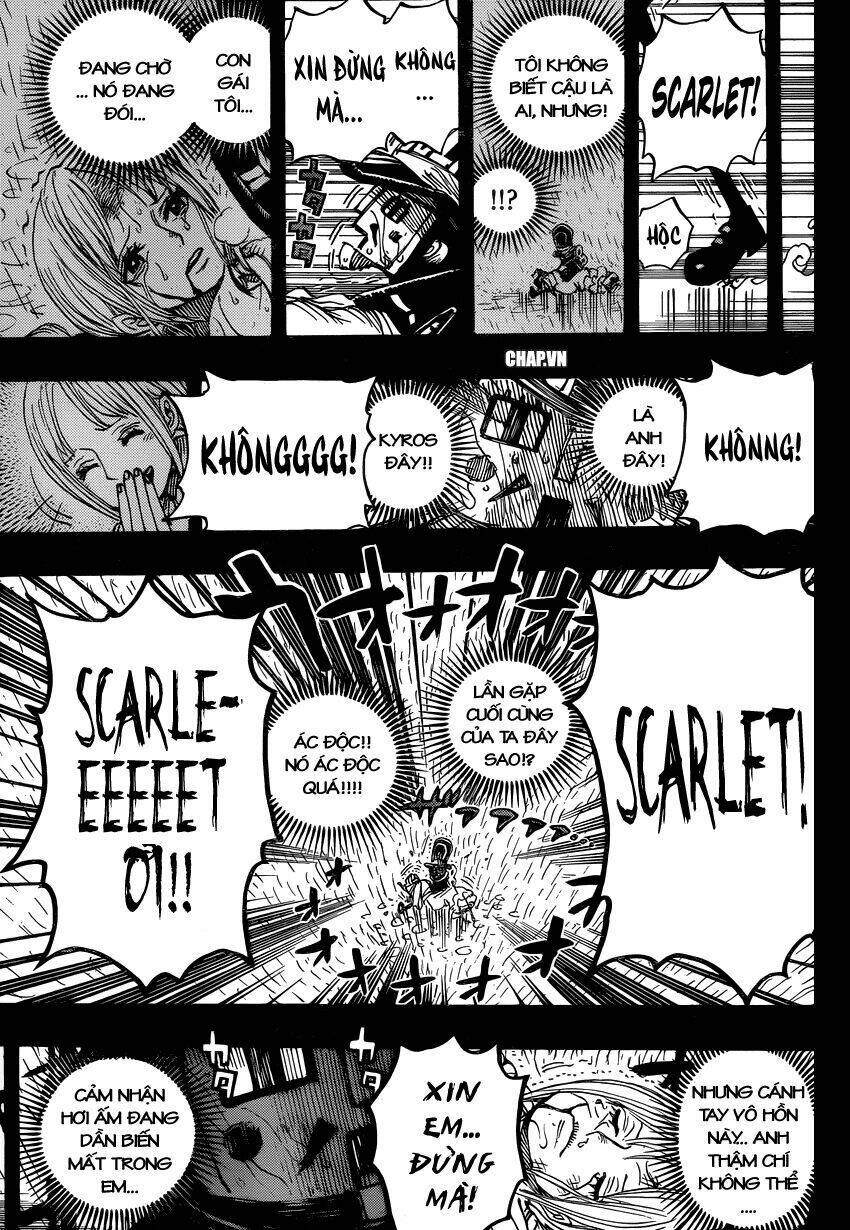 SCARLET!
HỘC
TÔI KHÔNG
BIẾT CẬU LÀ
AI, NHƯNG!
!!?
KHÔNG
...
XIN ĐỪNG
MÀ...
CON
GÁI
TÔI...
ĐANG CHỜ
... NÓ ĐANG
ĐÓI...
CHAP.VN
KHÔNNG!
LÀ
ANH
ĐÂY!
KYROS
ĐÂY!!
KHÔNGGGG!
SCARLET!
LẦN GẶP
CUỐI CÙNG
CỦA TA ĐÂY
SAO!?
ÁC ĐỘC!!
NÓ ÁC ĐỘC
QUÁ!!!!
SCARLE-
EEEEEET
ƠI!!
NHƯNG CÁNH
TAY VÔ HỒN
NÀY... ANH
THẬM CHÍ
KHÔNG THỂ
....
XIN
EM...
ĐỪNG
MÀ!
CẢM NHẬN
HƠI ẤM ĐANG
DẦN BIẾN
MẤT TRONG
EM...